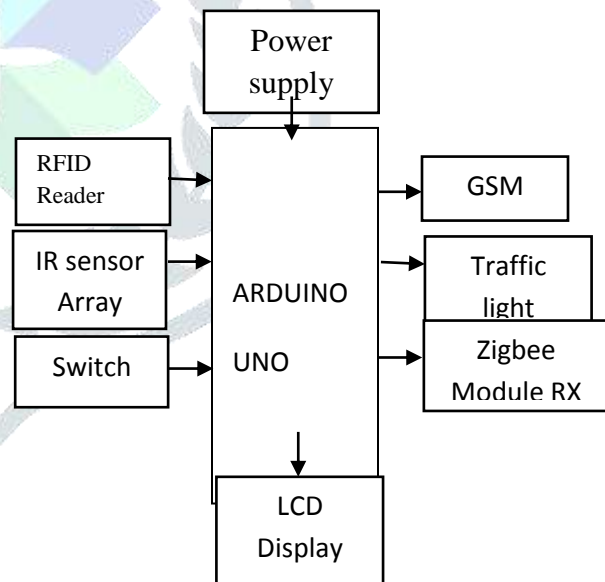 Power
supply
RFID
Reader
GSM
IR sensor
Array
ARDUINO
UNO
Traffic
light
Switch
Zigbee
Module RX
LCD
Display